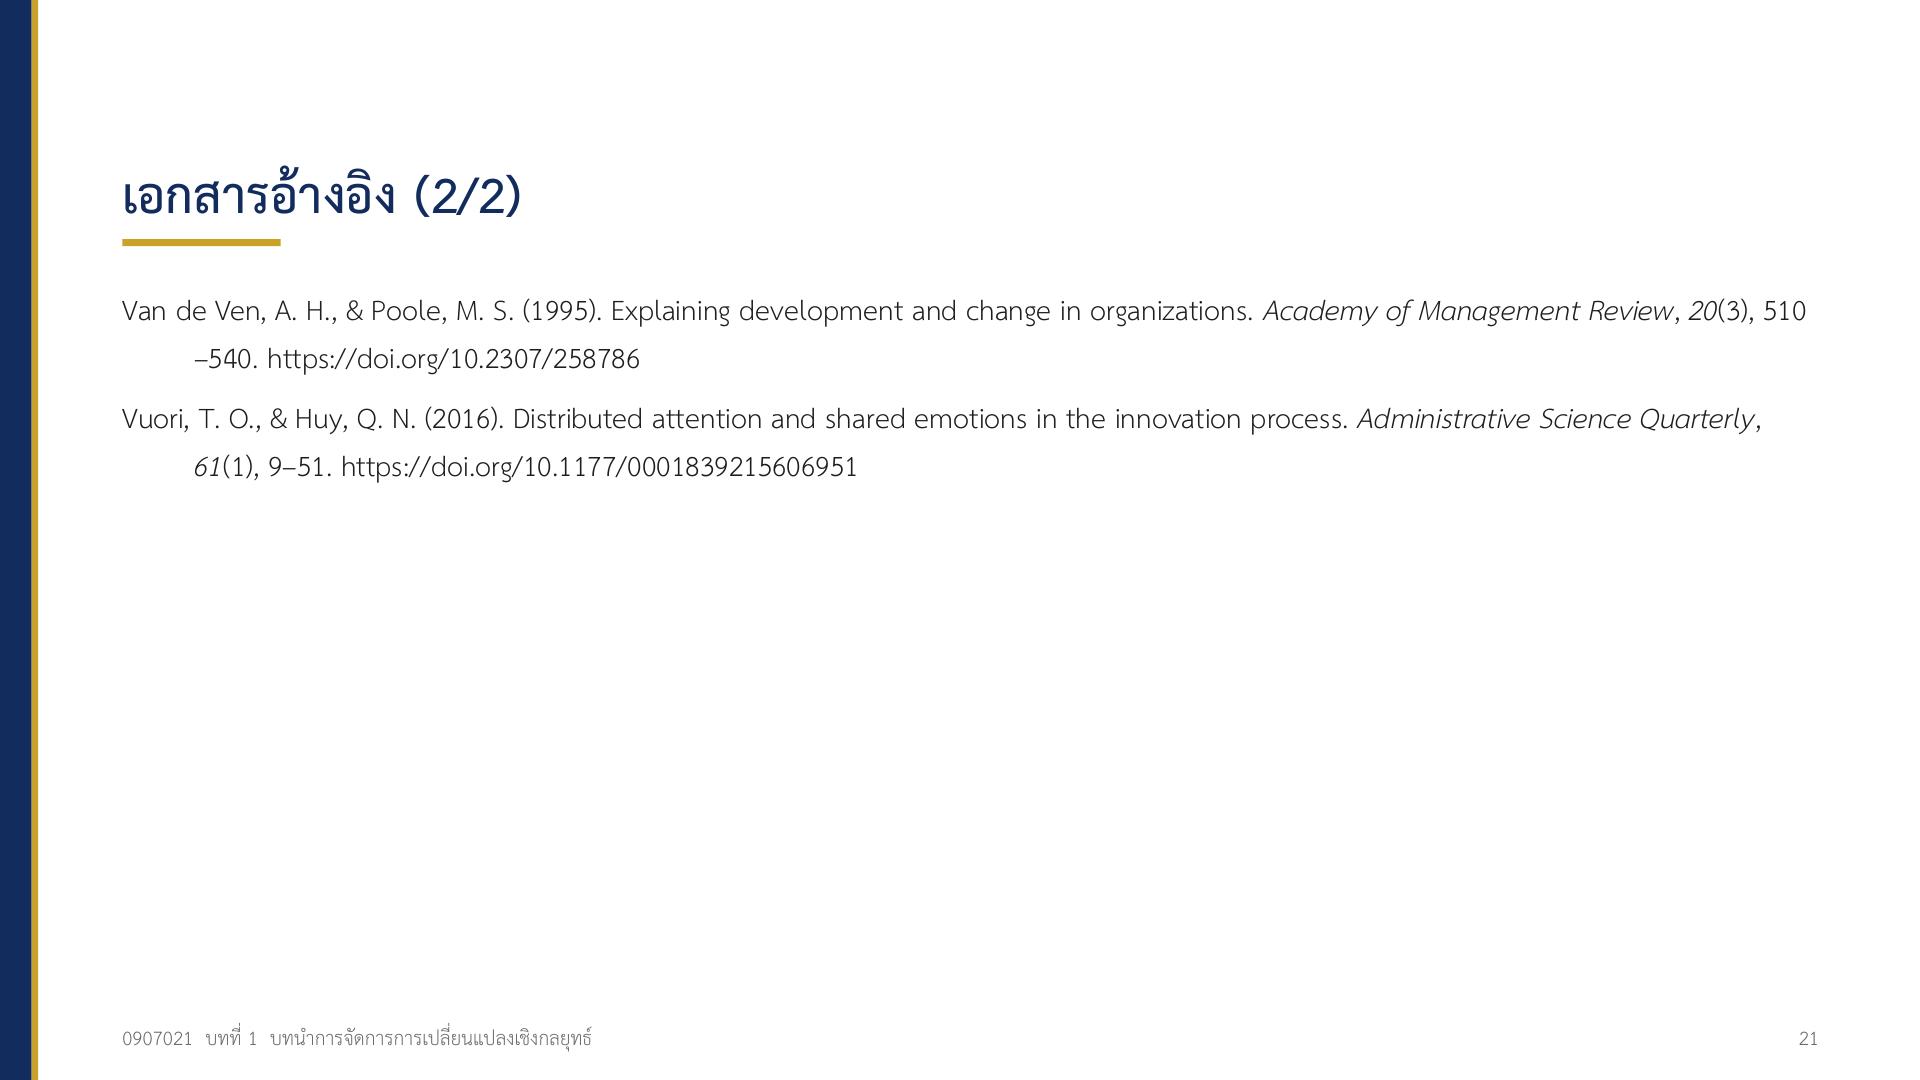 เอกสารอ้างอิง (2/2)
Van de Ven, A. H., & Poole, M. S. (1995). Explaining development and change in organizations. Academy of Management Review, 20(3), 510
–540. https://doi.org/10.2307/258786
Vuori, T. O., & Huy, Q. N. (2016). Distributed attention and shared emotions in the innovation process. Administrative Science Quarterly,
61(1), 9–51. https://doi.org/10.1177/0001839215606951
0907021 บทที่ 1 บทนำการจัดการการเปลี่ยนแปลงเชิงกลยุทธ์
21